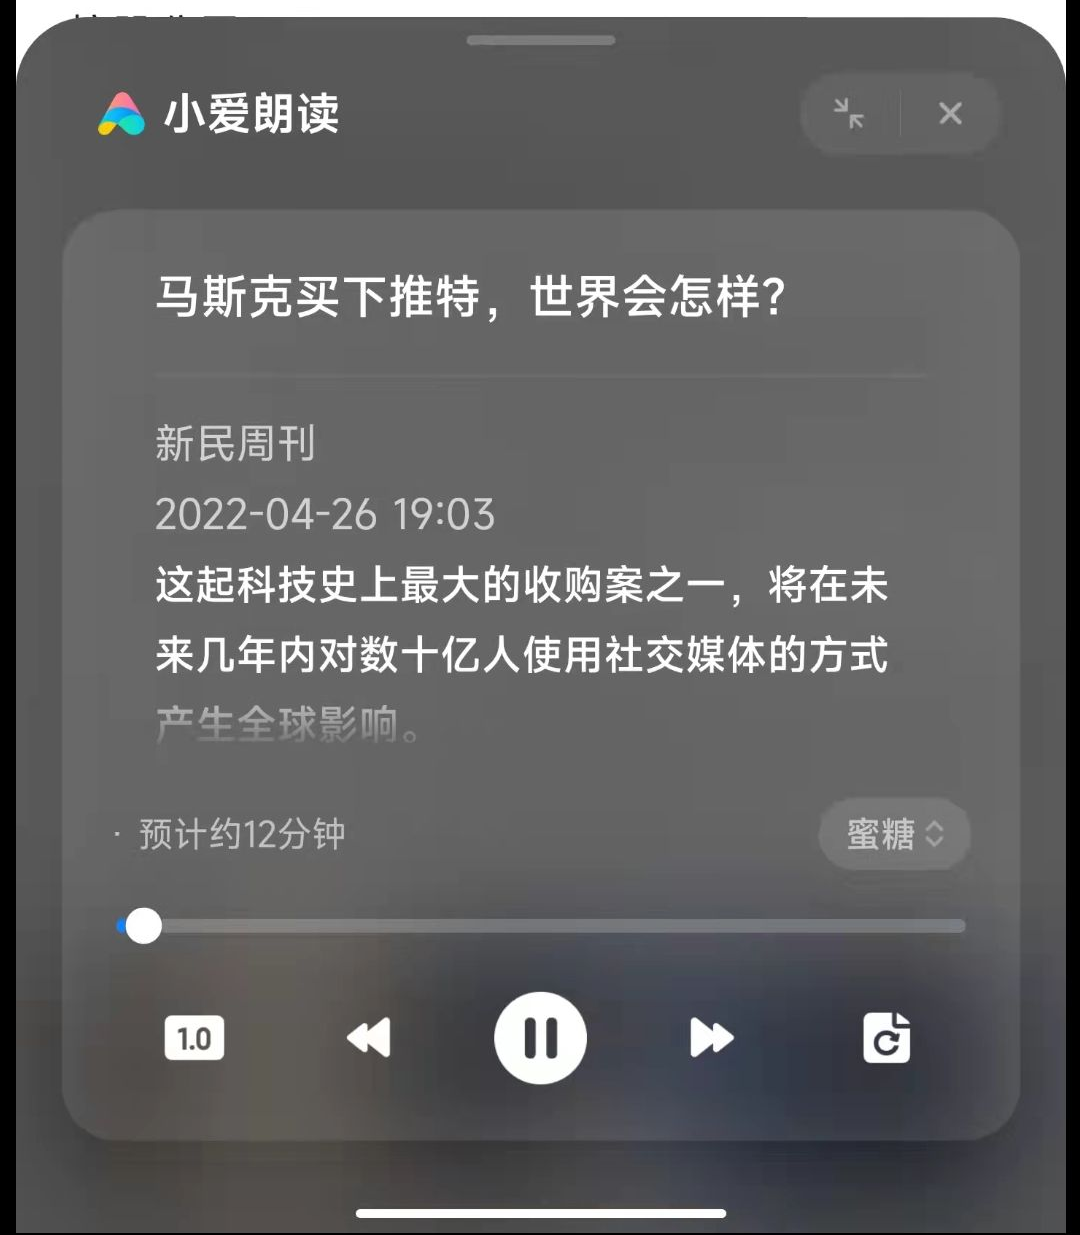 小爱朗读
马斯克买下推特，世界会怎样？
新民周刊
2022-04-26 19:03
这起科技史上最大的收购案之一，将在未
来几年内对数十亿人使用社交媒体的方式
产生全球影响。
· 预计约12分钟
蜜糖
1.0